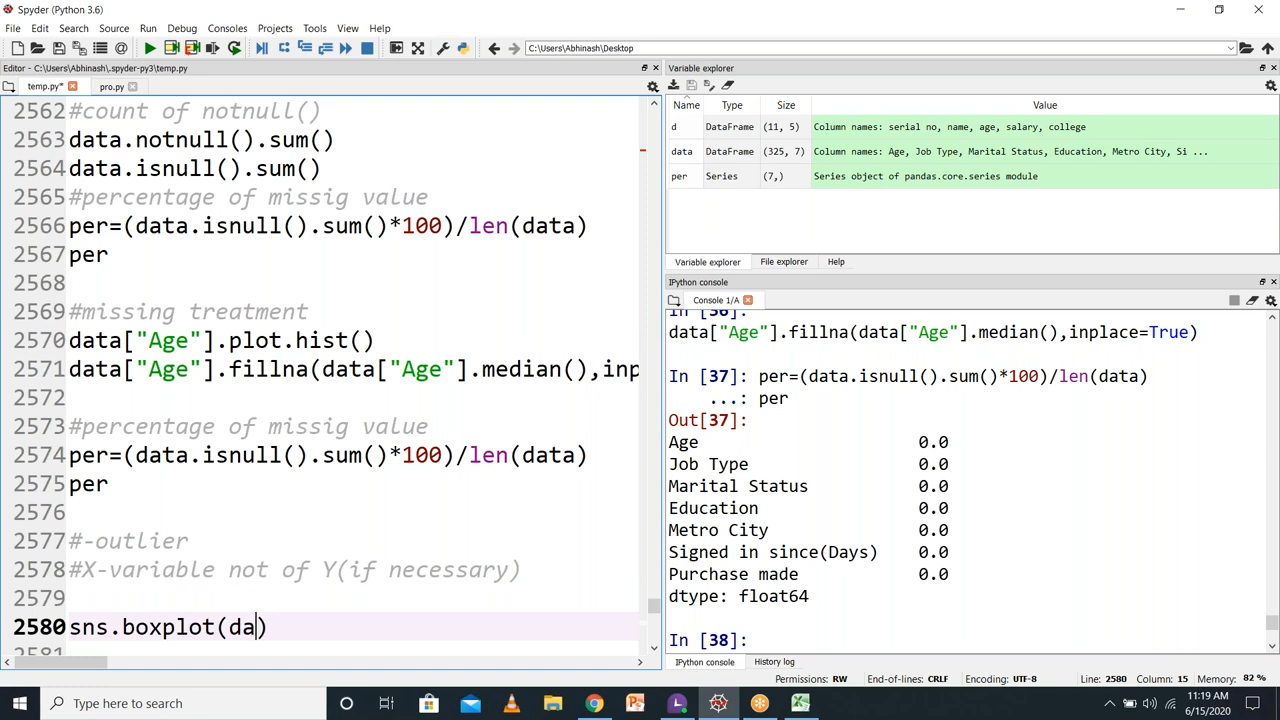 Spyder (Python 3.6)
File Edit Search Source Run Debug Consoles Projects Tools View Help
C:\Users\Abhinash\Desktop
Editor - C:\Users\Abhinash\.spyder-py3\temp.py
temp.py* pro.py
2562 #count of notnull()
2563 data.notnull().sum()
2564 data.isnull().sum()
2565 #percentage of missig value
2566 per=(data.isnull().sum()*100)/len(data)
2567 per
2568
2569 #missing treatment
2570 data["Age"].plot.hist()
2571 data["Age"].fillna(data["Age"].median(),inp
2572
2573 #percentage of missig value
2574 per=(data.isnull().sum()*100)/len(data)
2575 per
2576
2577 #-outlier
2578 #X-variable not of Y(if necessary)
2579
2580 sns.boxplot(da)
2581
Variable explorer
Name Type Size Value
d DataFrame (11, 5) Column names: serial no, name, age, salary, college
data DataFrame (325, 7) Column names: Age, Job Type, Marital Status, Education, Metro City, Si ...
per Series (7,) Series object of pandas.core.series module
Variable explorer File explorer Help
IPython console
Console 1/A
In [36]:
data["Age"].fillna(data["Age"].median(),inplace=True)
In [37]: per=(data.isnull().sum()*100)/len(data)
...: per
Out[37]:
Age 0.0
Job Type 0.0
Marital Status 0.0
Education 0.0
Metro City 0.0
Signed in since(Days) 0.0
Purchase made 0.0
dtype: float64
In [38]:
IPython console History log
Permissions: RW End-of-lines: CRLF Encoding: UTF-8 Line: 2580 Column: 15 Memory: 82 %
Type here to search
11:19 AM
6/15/2020